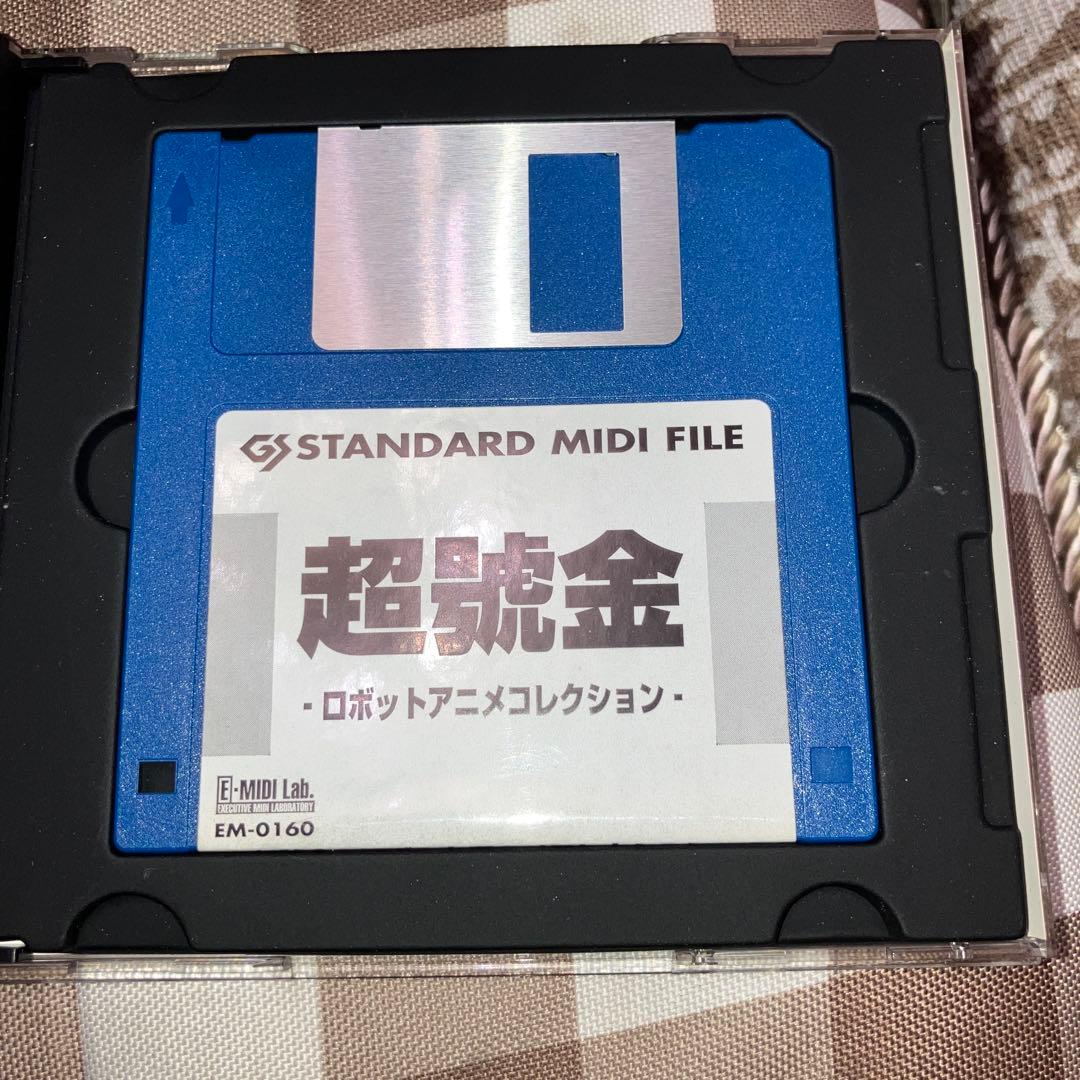 GS STANDARD MIDI FILE
超號金
- ロボットアニメコレクション -
E-MIDI Lab.
EXECUTIVE MIDI LABORATORY
EM-0160